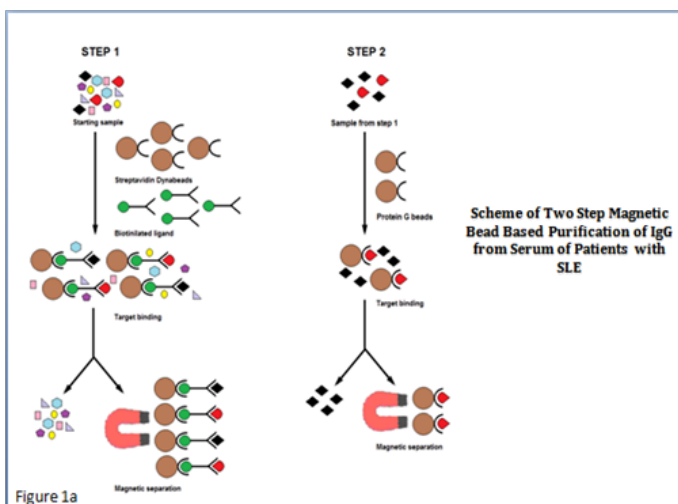 STEP 1
Starting sample
Streptavidin Dynabeads
Biotinilated ligand
Target binding
Magnetic separation
STEP 2
Sample from step 1
Protein G beads
Target binding
Magnetic separation
Scheme of Two Step Magnetic
Bead Based Purification of IgG
from Serum of Patients with
SLE
Figure 1a